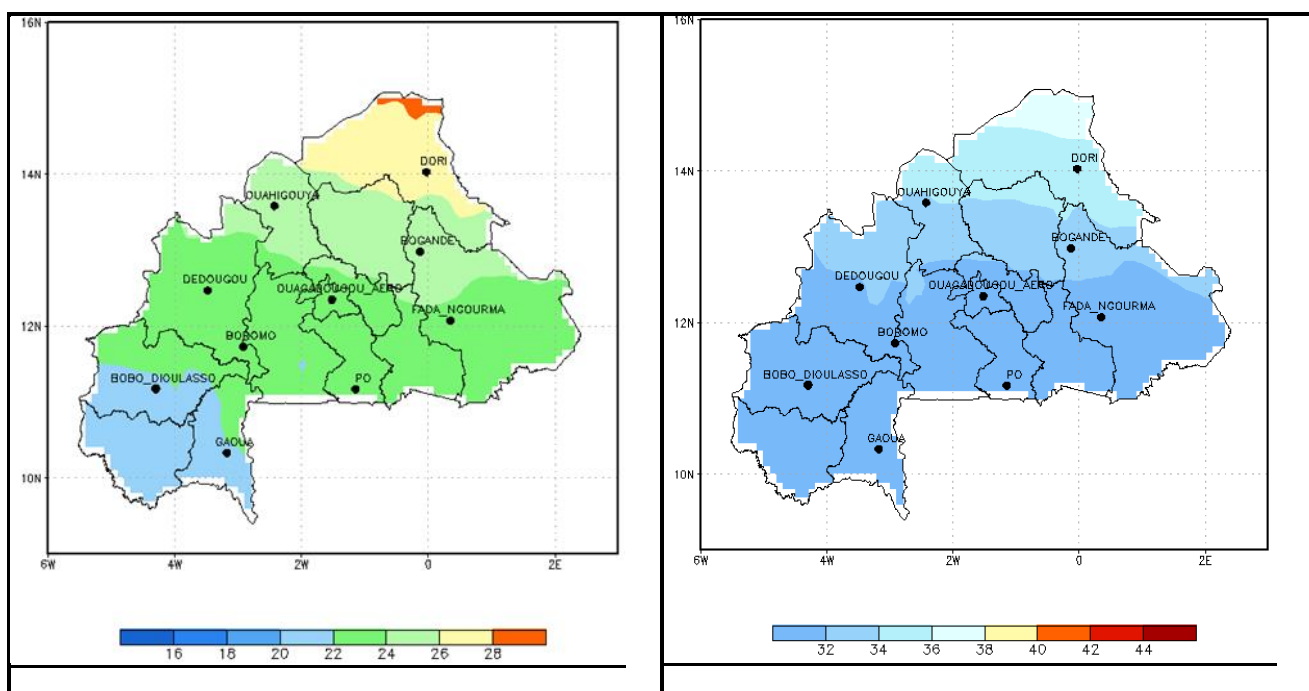 16N
DORI
14N
OUAHIGOUYA
BOGANDE
DEDOUGOU
OUAGADOUGOU_AERO
FADA_NGOURMA
12N
BOROMO
BOBO_DIOULASSO
PO
GAOUA
10N
6W 4W 2W 0 2E
16 18 20 22 24 26 28
16N
DORI
14N
OUAHIGOUYA
BOGANDE
DEDOUGOU
OUAGADOUGOU_AERO
FADA_NGOURMA
12N
BOROMO
BOBO_DIOULASSO
PO
GAOUA
10N
6W 4W 2W 0 2E
32 34 36 38 40 42 44